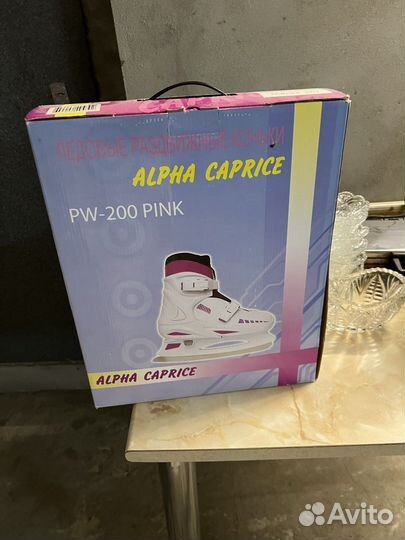 ЛЕДОВЫЕ РАЗДВИЖНЫЕ КОНЬКИ
ALPHA CAPRICE
PW-200 PINK
ALPHA CAPRICE
Avito